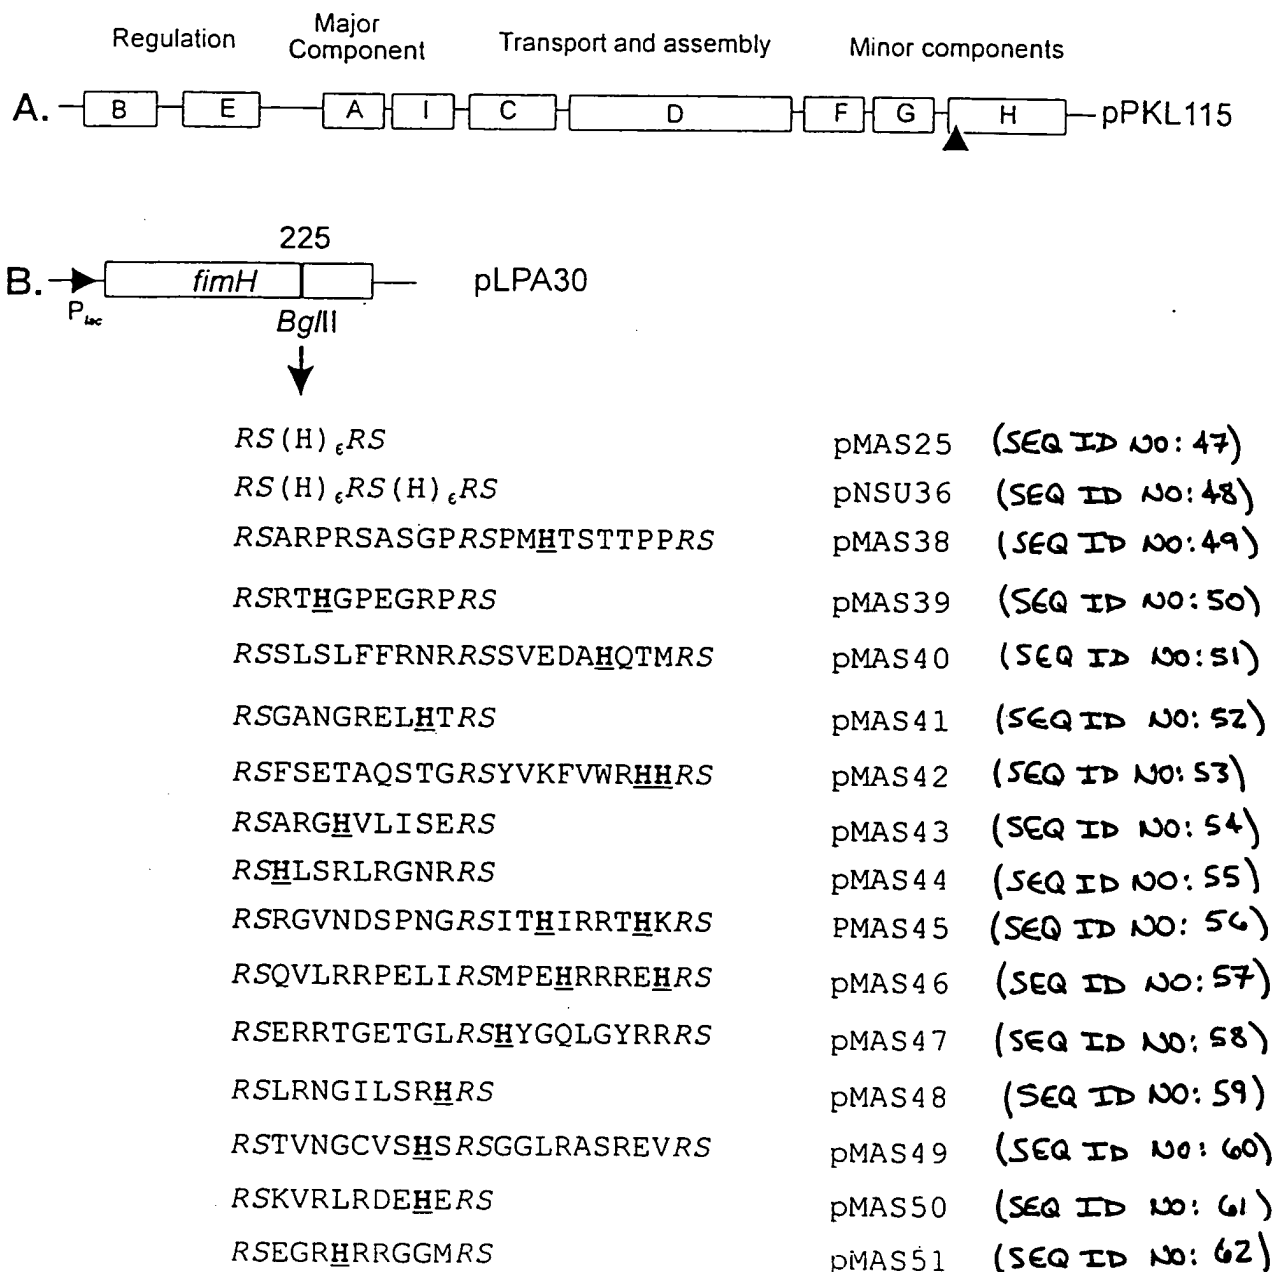 Regulation Major Component Transport and assembly Minor components
A. B E A I C D F G H pPKL115
225
B. fimH pLPA30
Plac BglII
RS(H)6RS pMAS25 (SEQ ID NO: 47)
RS(H)6RS(H)6RS pNSU36 (SEQ ID NO: 48)
RSARPRSASGPRSPMHTSTTPPRS pMAS38 (SEQ ID NO: 49)
RSRTHGPEGRPRS pMAS39 (SEQ ID NO: 50)
RSSLSLFFRNRRSSVEDAHQTMRS pMAS40 (SEQ ID NO: 51)
RSGANGRELHTRS pMAS41 (SEQ ID NO: 52)
RSFSETAQSTGRSYVKFVWRHHRS pMAS42 (SEQ ID NO: 53)
RSARGHVLISERS pMAS43 (SEQ ID NO: 54)
RSHLSRLRGNRRS pMAS44 (SEQ ID NO: 55)
RSRGVNDSPNGRSITHIRRTHKRS PMAS45 (SEQ ID NO: 56)
RSQVLRRPELIRSMPEHRRREHRS pMAS46 (SEQ ID NO: 57)
RSERRTGETGLRSHYGQLGYRRRS pMAS47 (SEQ ID NO: 58)
RSLRNGILSRHRS pMAS48 (SEQ ID NO: 59)
RSTVNGCVSHSRSGGLRASREVRS pMAS49 (SEQ ID NO: 60)
RSKVRLRDEHERS pMAS50 (SEQ ID NO: 61)
RSEGRHRRGGMRS pMAS51 (SEQ ID NO: 62)